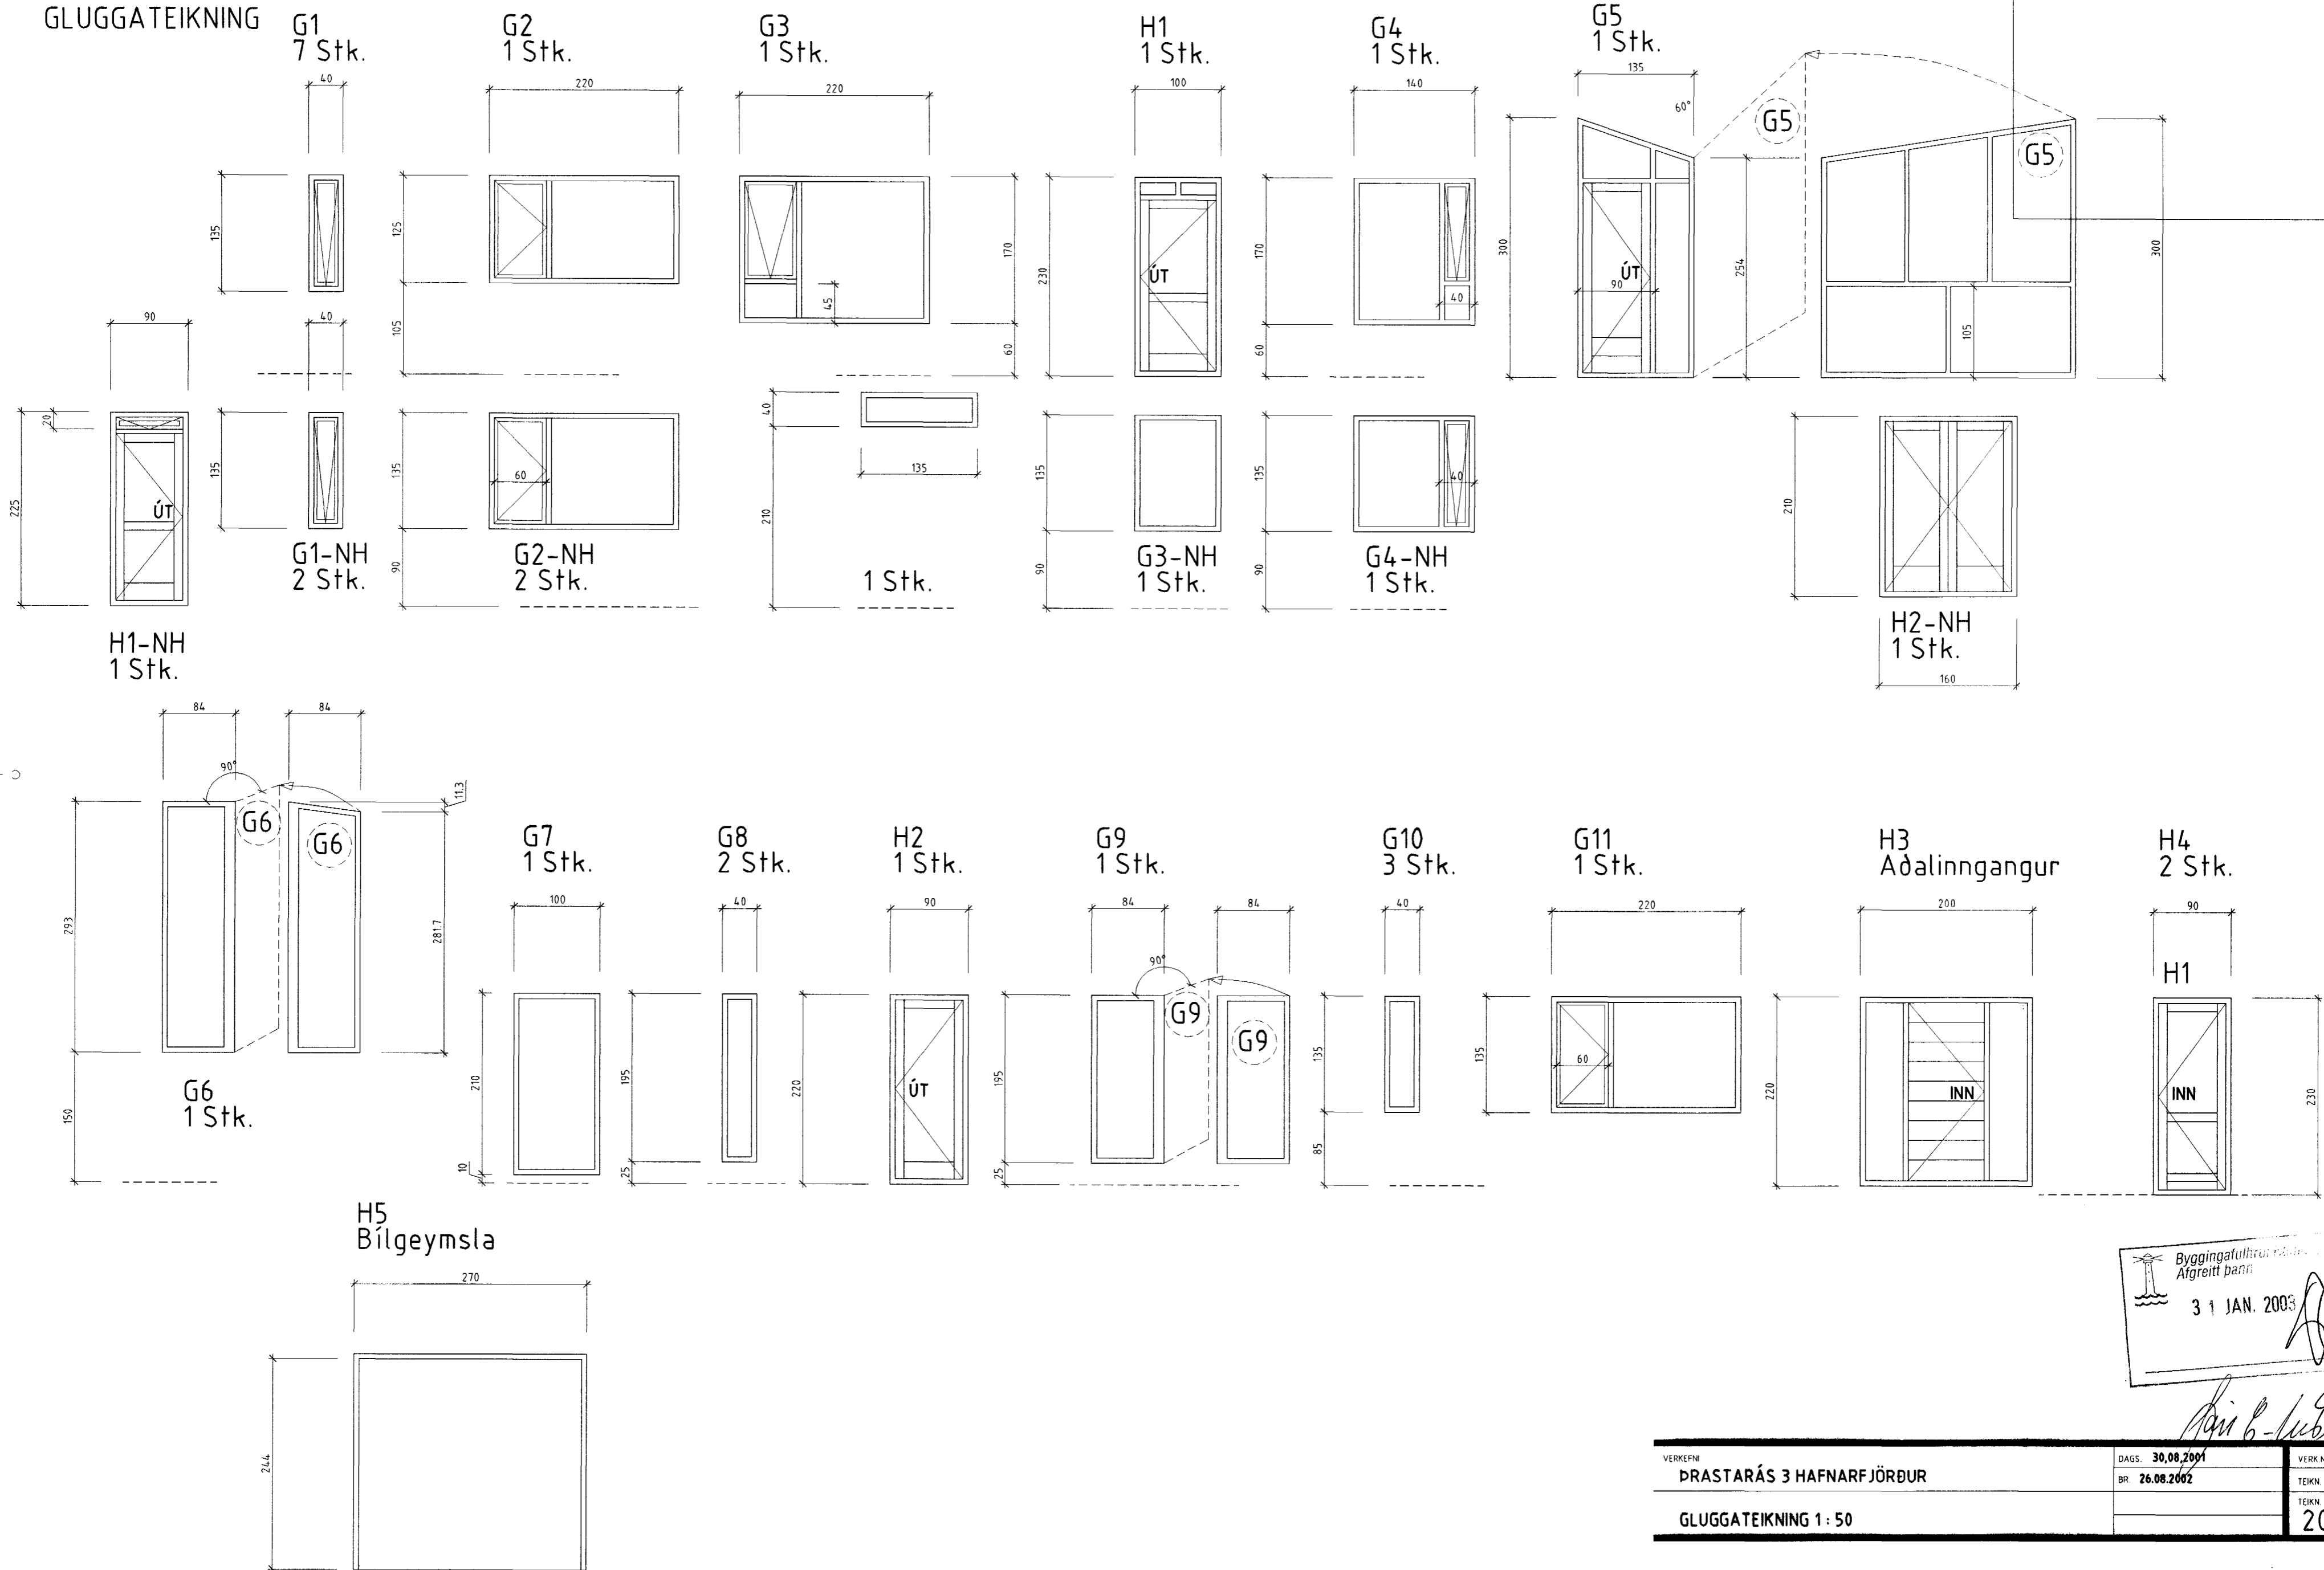 GLUGGATEIKNING
G1
7 Stk.
40
135
G2
1 Stk.
220
125
105
G3
1 Stk.
220
170
45
60
H1
1 Stk.
100
230
ÚT
G4
1 Stk.
140
170
40
60
G5
1 Stk.
135
60°
300
254
ÚT
90
G5
G5
105
300
90
20
225
ÚT
H1-NH
1 Stk.
40
135
G1-NH
2 Stk.
135
60
90
G2-NH
2 Stk.
40
135
210
1 Stk.
135
90
G3-NH
1 Stk.
135
40
90
G4-NH
1 Stk.
210
H2-NH
1 Stk.
160
84
84
90°
11.3
G6
G6
293
281.7
150
G6
1 Stk.
G7
1 Stk.
100
210
10
G8
2 Stk.
40
195
25
H2
1 Stk.
90
220
ÚT
G9
1 Stk.
84
84
90°
G9
G9
195
25
G10
3 Stk.
40
135
85
G11
1 Stk.
220
135
60
H3
Aðalinngangur
200
220
INN
H4
2 Stk.
90
H1
INN
230
H5
Bílgeymsla
270
244
Byggingafulltrúi
Afgreitt þann
31 JAN. 2003
VERKEFNI
ÞRASTARÁS 3 HAFNARFJÖRÐUR
GLUGGATEIKNING 1 : 50
DAGS. 30,08,2001
BR. 26.08.2002
VERK N
TEIKN.
TEIKN.
20